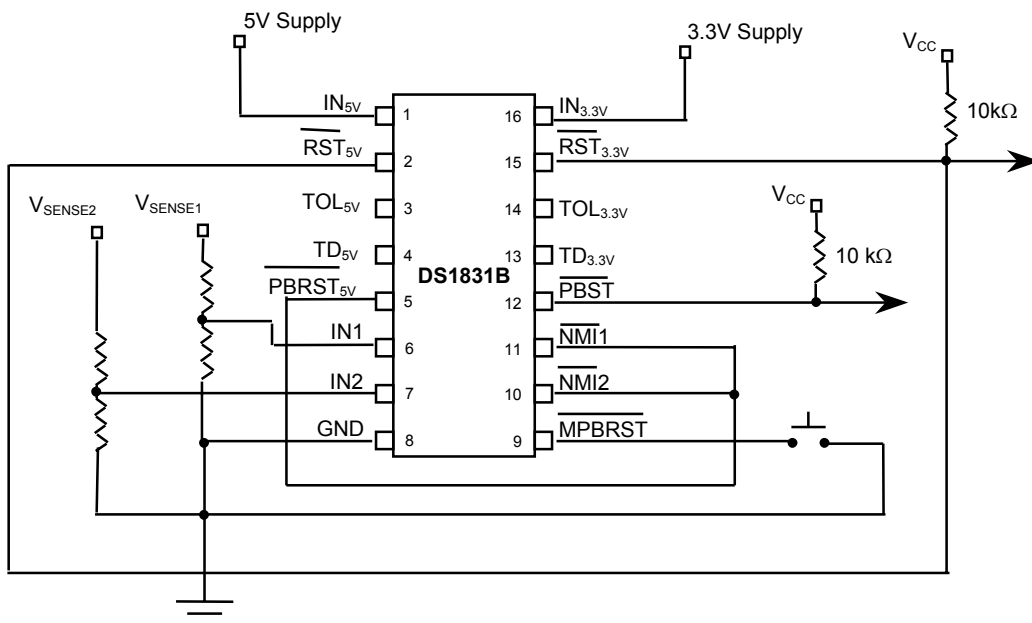 5V Supply
3.3V Supply
VCC
10kΩ
IN5V
1
16
IN3.3V
RST5V
2
15
RST3.3V
VSENSE2
VSENSE1
TOL5V
3
14
TOL3.3V
VCC
10 kΩ
TD5V
4
13
TD3.3V
DS1831B
PBRST5V
5
12
PBST
IN1
6
11
NMI1
IN2
7
10
NMI2
GND
8
9
MPBRST